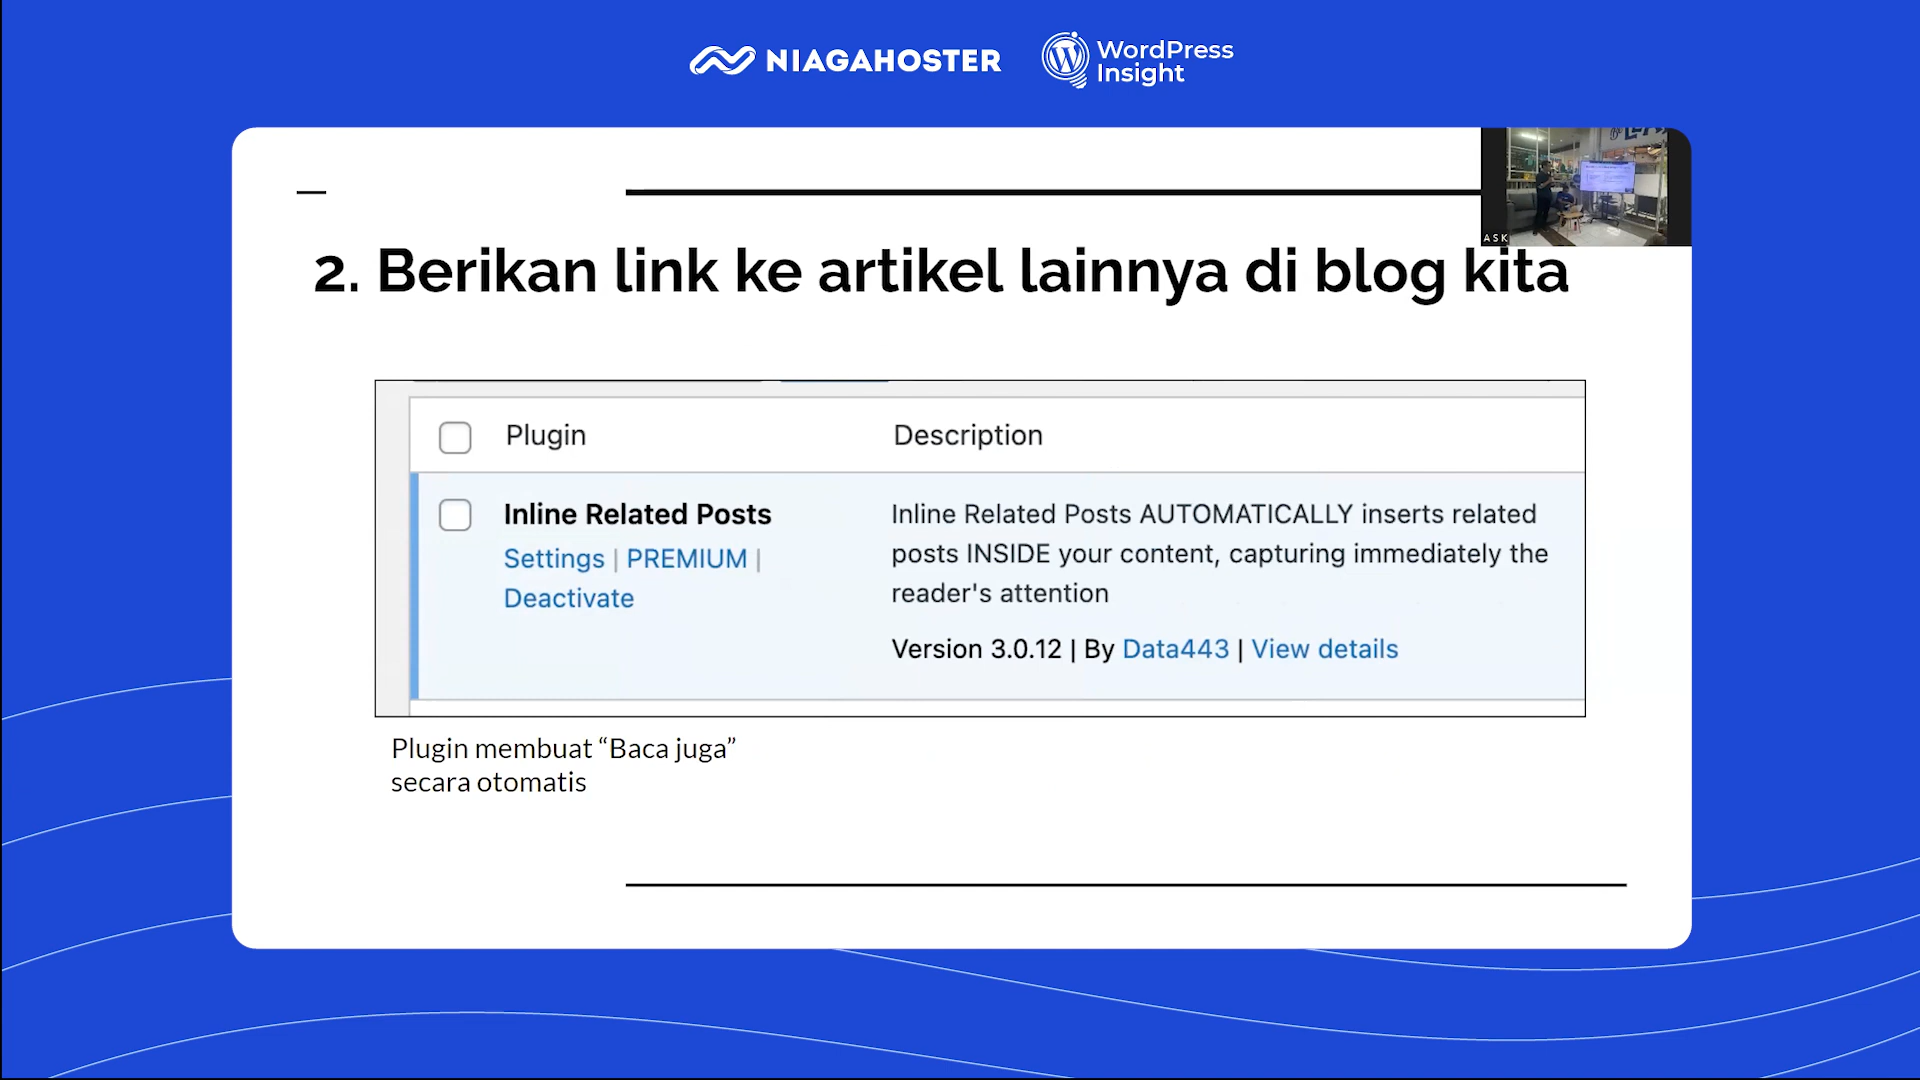 NIAGAHOSTER
WordPress
Insight
ASK
2. Berikan link ke artikel lainnya di blog kita
Plugin Description
Inline Related Posts
Settings | PREMIUM |
Deactivate
Inline Related Posts AUTOMATICALLY inserts related
posts INSIDE your content, capturing immediately the
reader's attention
Version 3.0.12 | By Data443 | View details
Plugin membuat “Baca juga”
secara otomatis